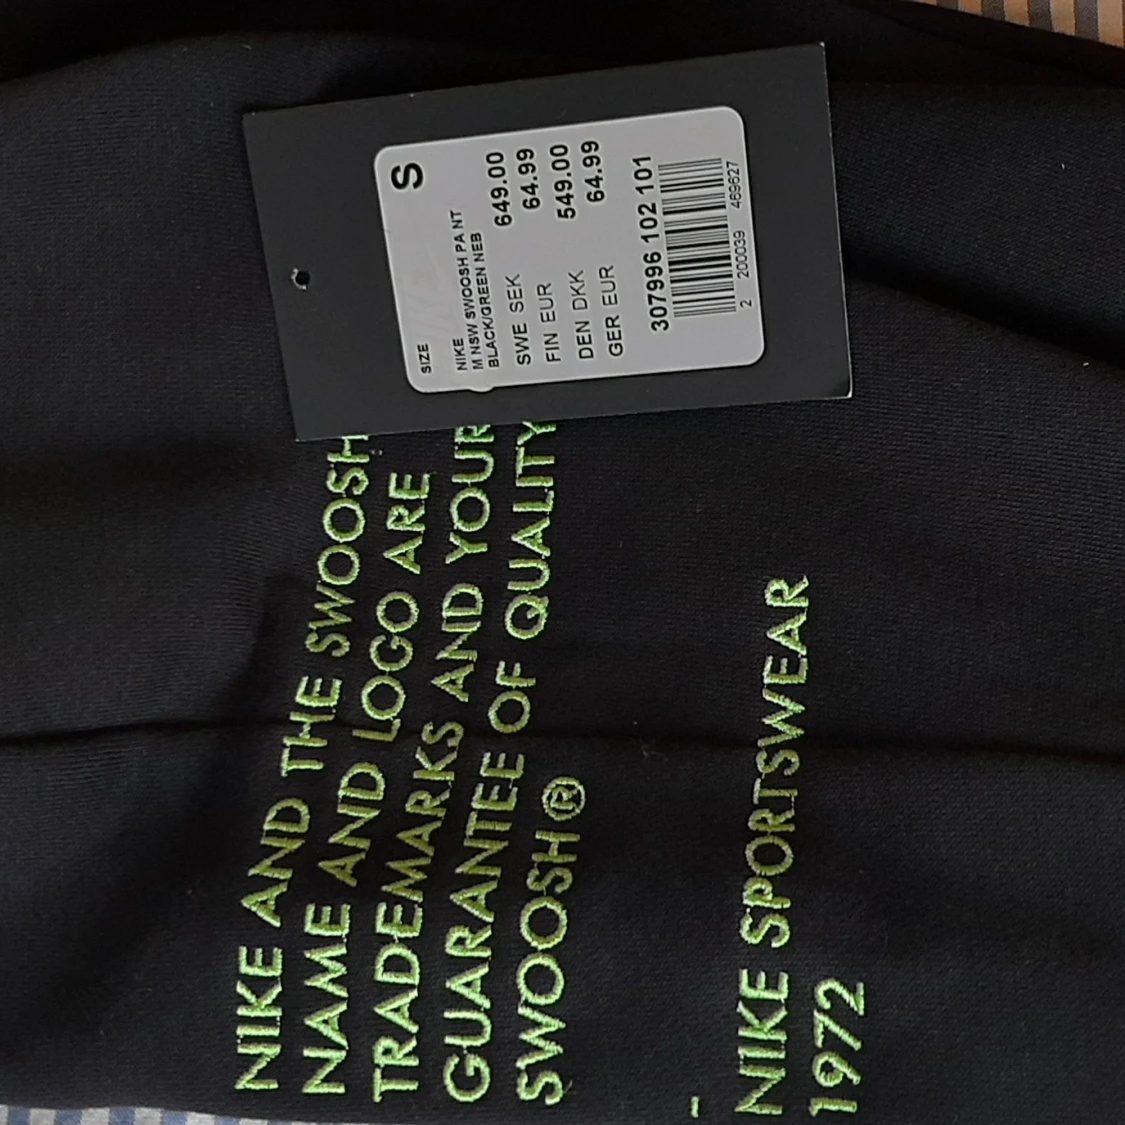 SIZE S
NIKE
M NSW SWOOSH PA NT
BLACK/GREEN NEB
SWE SEK 649.00
FIN EUR 64.99
DEN DKK 549.00
GER EUR 64.99
307996 102 101
2 200039 469627
NIKE AND THE SWOOSH
NAME AND LOGO ARE
TRADEMARKS AND YOUR
GUARANTEE OF QUALITY
SWOOSH®
-
NIKE SPORTSWEAR
1972